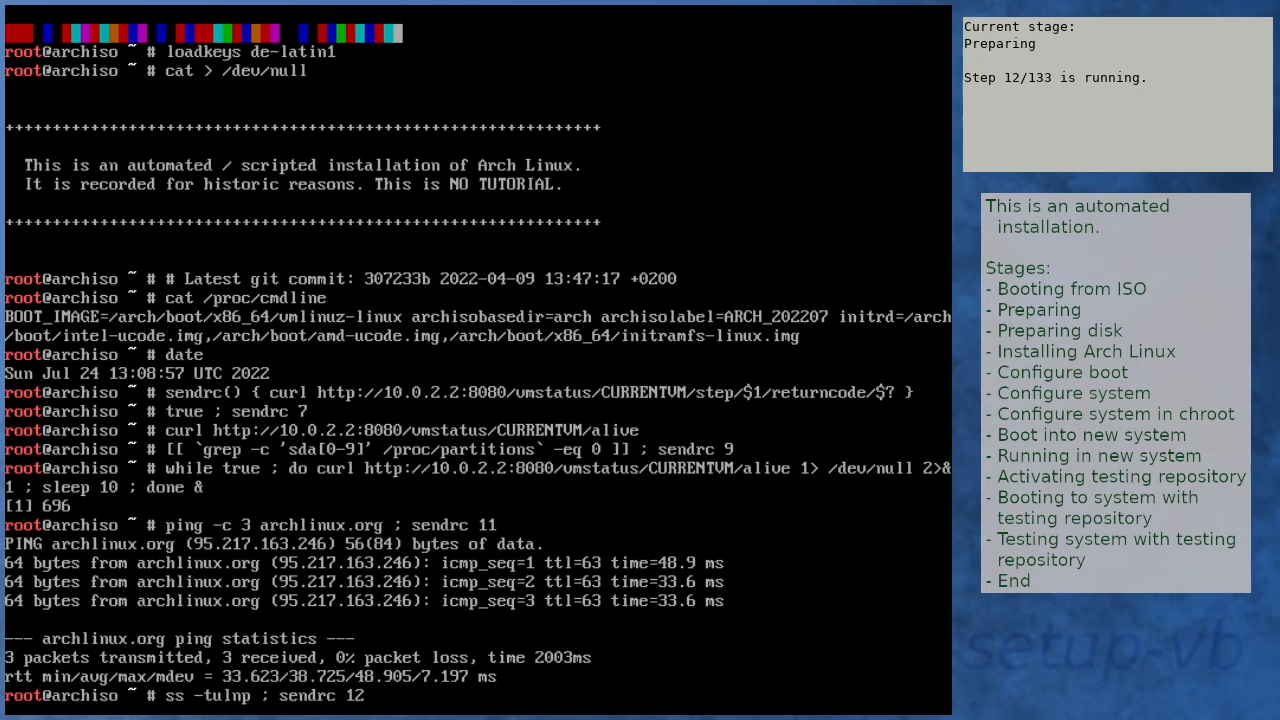 root@archiso ~ # loadkeys de-latin1
root@archiso ~ # cat > /dev/null
+++++++++++++++++++++++++++++++++++++++++++++++++++++++++++++++
This is an automated / scripted installation of Arch Linux.
It is recorded for historic reasons. This is NO TUTORIAL.
+++++++++++++++++++++++++++++++++++++++++++++++++++++++++++++++
root@archiso ~ # # Latest git commit: 307233b 2022-04-09 13:47:17 +0200
root@archiso ~ # cat /proc/cmdline
BOOT_IMAGE=/arch/boot/x86_64/vmlinuz-linux archisobasedir=arch archisolabel=ARCH_202207 initrd=/arch
/boot/intel-ucode.img,/arch/boot/amd-ucode.img,/arch/boot/x86_64/initramfs-linux.img
root@archiso ~ # date
Sun Jul 24 13:08:57 UTC 2022
root@archiso ~ # sendrc() { curl http://10.0.2.2:8080/vmstatus/CURRENTVM/step/$1/returncode/$? }
root@archiso ~ # true ; sendrc 7
root@archiso ~ # curl http://10.0.2.2:8080/vmstatus/CURRENTVM/alive
root@archiso ~ # [[ `grep -c 'sda[0-9]' /proc/partitions` -eq 0 ]] ; sendrc 9
root@archiso ~ # while true ; do curl http://10.0.2.2:8080/vmstatus/CURRENTVM/alive 1> /dev/null 2>&
1 ; sleep 10 ; done &
[1] 696
root@archiso ~ # ping -c 3 archlinux.org ; sendrc 11
PING archlinux.org (95.217.163.246) 56(84) bytes of data.
64 bytes from archlinux.org (95.217.163.246): icmp_seq=1 ttl=63 time=48.9 ms
64 bytes from archlinux.org (95.217.163.246): icmp_seq=2 ttl=63 time=33.6 ms
64 bytes from archlinux.org (95.217.163.246): icmp_seq=3 ttl=63 time=33.6 ms
--- archlinux.org ping statistics ---
3 packets transmitted, 3 received, 0% packet loss, time 2003ms
rtt min/avg/max/mdev = 33.623/38.725/48.905/7.197 ms
root@archiso ~ # ss -tulnp ; sendrc 12
Current stage:
Preparing
Step 12/133 is running.
This is an automated
installation.
Stages:
- Booting from ISO
- Preparing
- Preparing disk
- Installing Arch Linux
- Configure boot
- Configure system
- Configure system in chroot
- Boot into new system
- Running in new system
- Activating testing repository
- Booting to system with
testing repository
- Testing system with testing
repository
- End
setup-vb